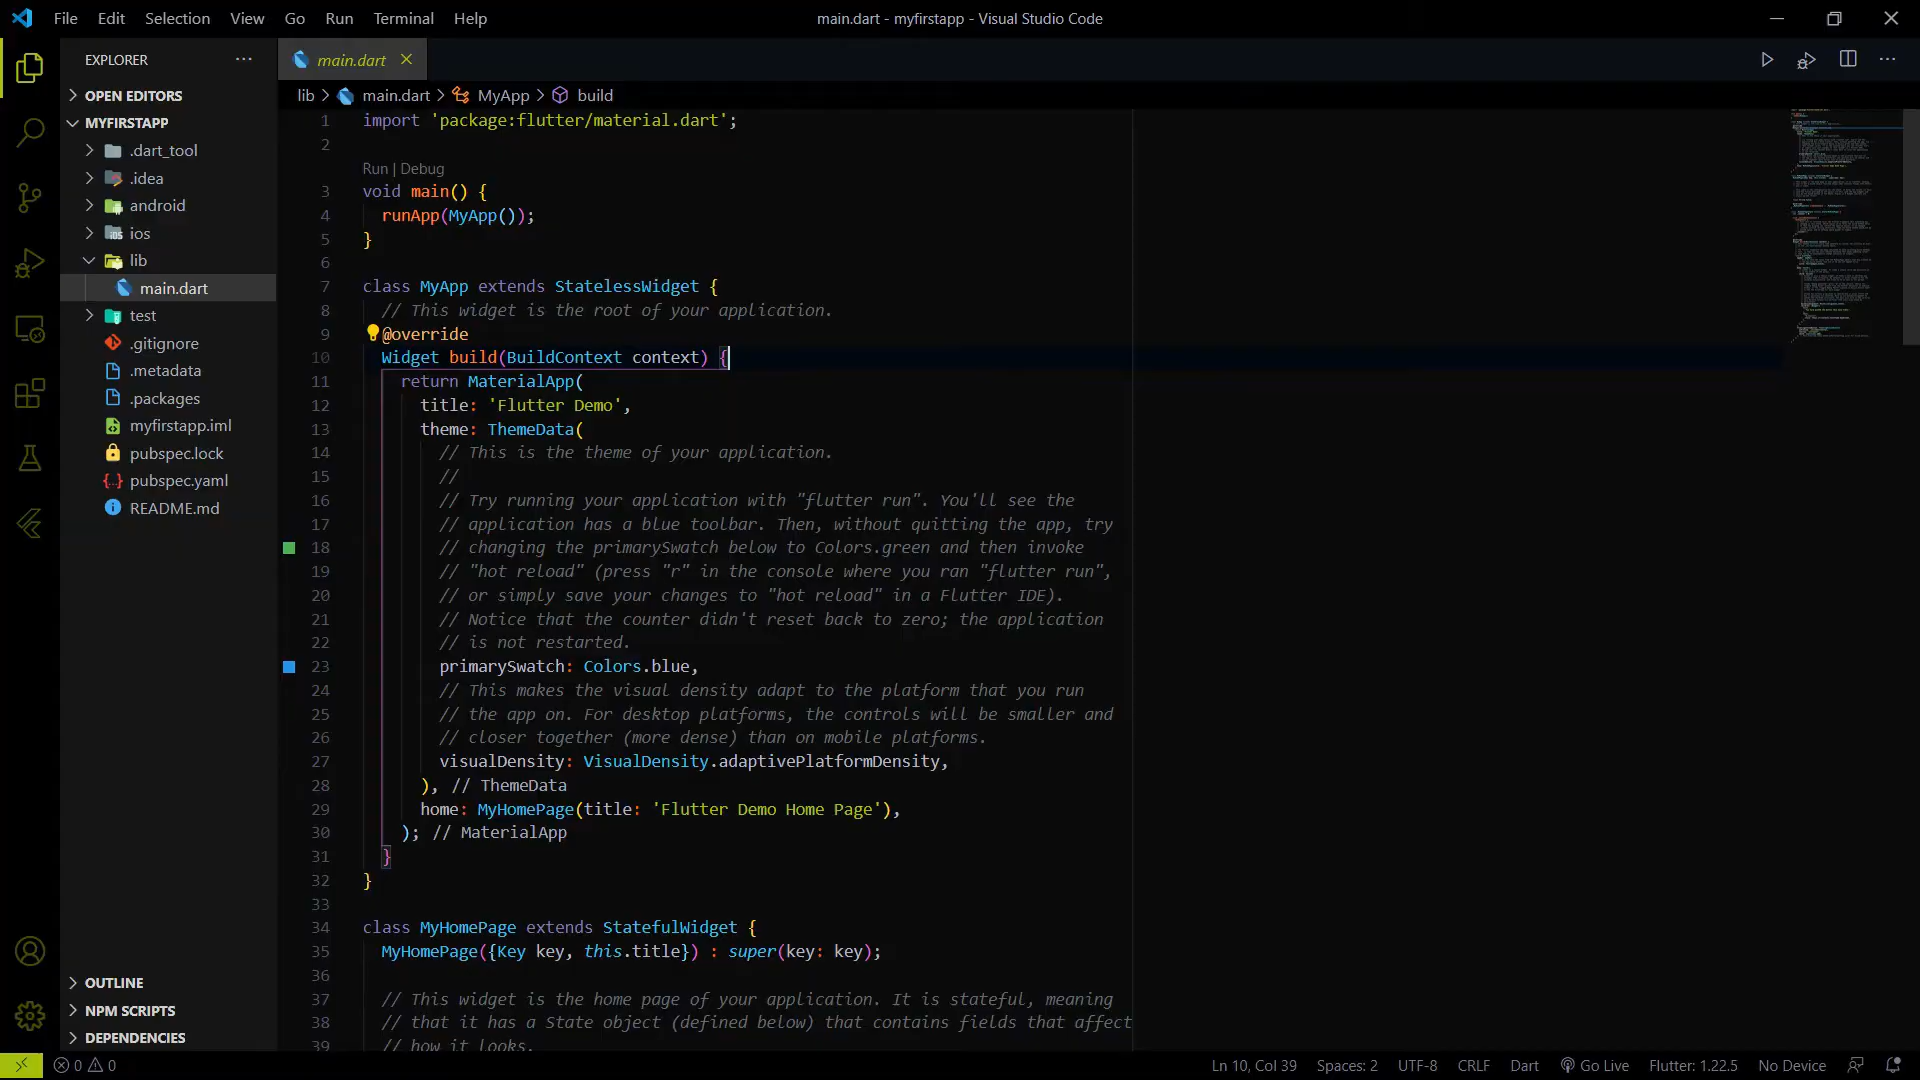 File Edit Selection View Go Run Terminal Help
main.dart - myfirstapp - Visual Studio Code
EXPLORER
OPEN EDITORS
MYFIRSTAPP
.dart_tool
.idea
android
ios
lib
main.dart
test
.gitignore
.metadata
.packages
myfirstapp.iml
pubspec.lock
pubspec.yaml
README.md
OUTLINE
NPM SCRIPTS
DEPENDENCIES
main.dart
lib > main.dart > MyApp > build
1 import 'package:flutter/material.dart';
2
Run | Debug
3 void main() {
4 runApp(MyApp());
5 }
6
7 class MyApp extends StatelessWidget {
8 // This widget is the root of your application.
9 @override
10 Widget build(BuildContext context) {
11 return MaterialApp(
12 title: 'Flutter Demo',
13 theme: ThemeData(
14 // This is the theme of your application.
15 //
16 // Try running your application with "flutter run". You'll see the
17 // application has a blue toolbar. Then, without quitting the app, try
18 // changing the primarySwatch below to Colors.green and then invoke
19 // "hot reload" (press "r" in the console where you ran "flutter run",
20 // or simply save your changes to "hot reload" in a Flutter IDE).
21 // Notice that the counter didn't reset back to zero; the application
22 // is not restarted.
23 primarySwatch: Colors.blue,
24 // This makes the visual density adapt to the platform that you run
25 // the app on. For desktop platforms, the controls will be smaller and
26 // closer together (more dense) than on mobile platforms.
27 visualDensity: VisualDensity.adaptivePlatformDensity,
28 ), // ThemeData
29 home: MyHomePage(title: 'Flutter Demo Home Page'),
30 ); // MaterialApp
31 }
32 }
33
34 class MyHomePage extends StatefulWidget {
35 MyHomePage({Key key, this.title}) : super(key: key);
36
37 // This widget is the home page of your application. It is stateful, meaning
38 // that it has a State object (defined below) that contains fields that affect
39 // how it looks.
0 0
Ln 10, Col 39 Spaces: 2 UTF-8 CRLF Dart Go Live Flutter: 1.22.5 No Device